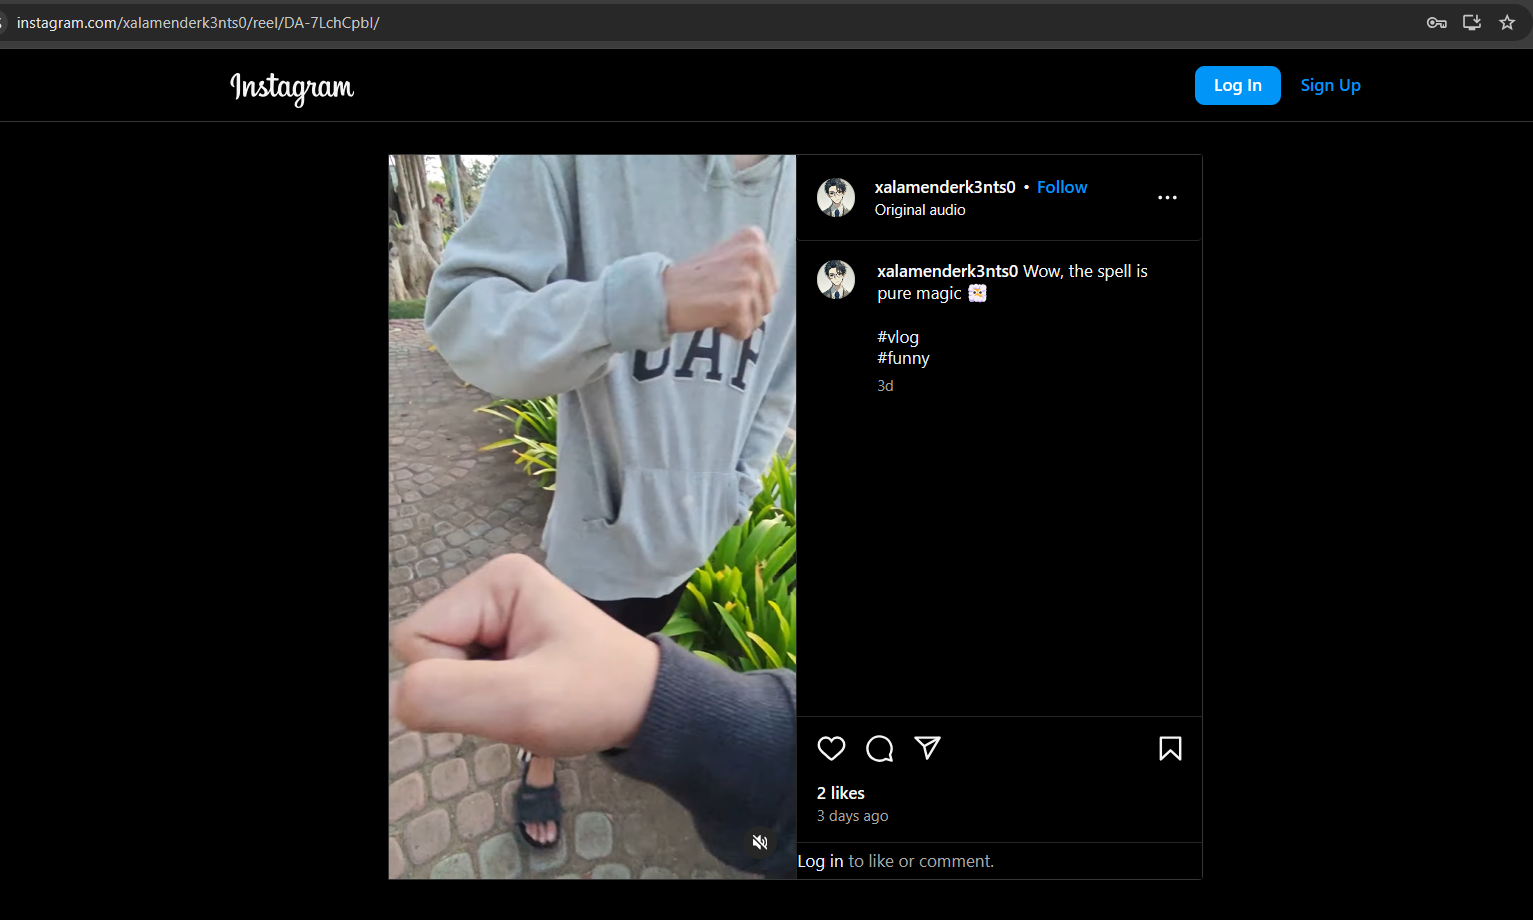 instagram.com/xalamenderk3nts0/reel/DA-7LchCpbI/
Instagram
Log In
Sign Up
GAP
xalamenderk3nts0 • Follow
Original audio
xalamenderk3nts0 Wow, the spell is
pure magic
#vlog
#funny
3d
2 likes
3 days ago
Log in to like or comment.